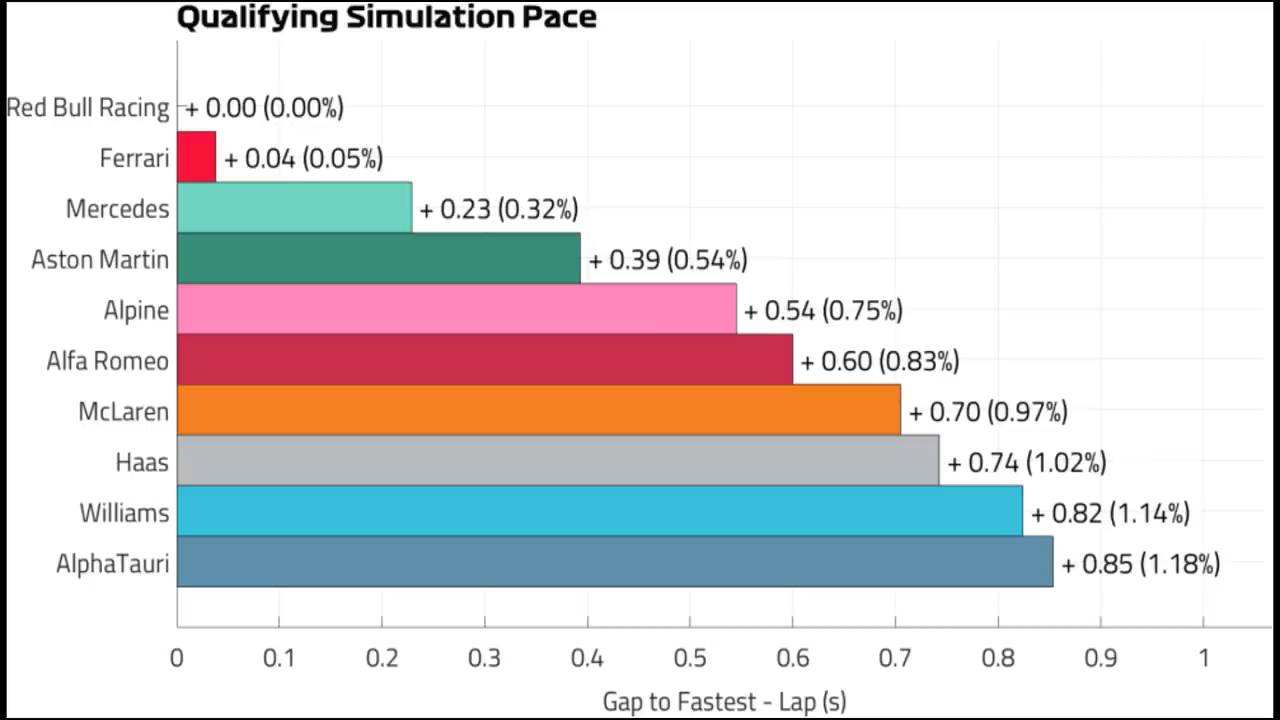 Qualifying Simulation Pace
Red Bull Racing + 0.00 (0.00%)
Ferrari + 0.04 (0.05%)
Mercedes + 0.23 (0.32%)
Aston Martin + 0.39 (0.54%)
Alpine + 0.54 (0.75%)
Alfa Romeo + 0.60 (0.83%)
McLaren + 0.70 (0.97%)
Haas + 0.74 (1.02%)
Williams + 0.82 (1.14%)
AlphaTauri + 0.85 (1.18%)
0 0.1 0.2 0.3 0.4 0.5 0.6 0.7 0.8 0.9 1
Gap to Fastest - Lap (s)